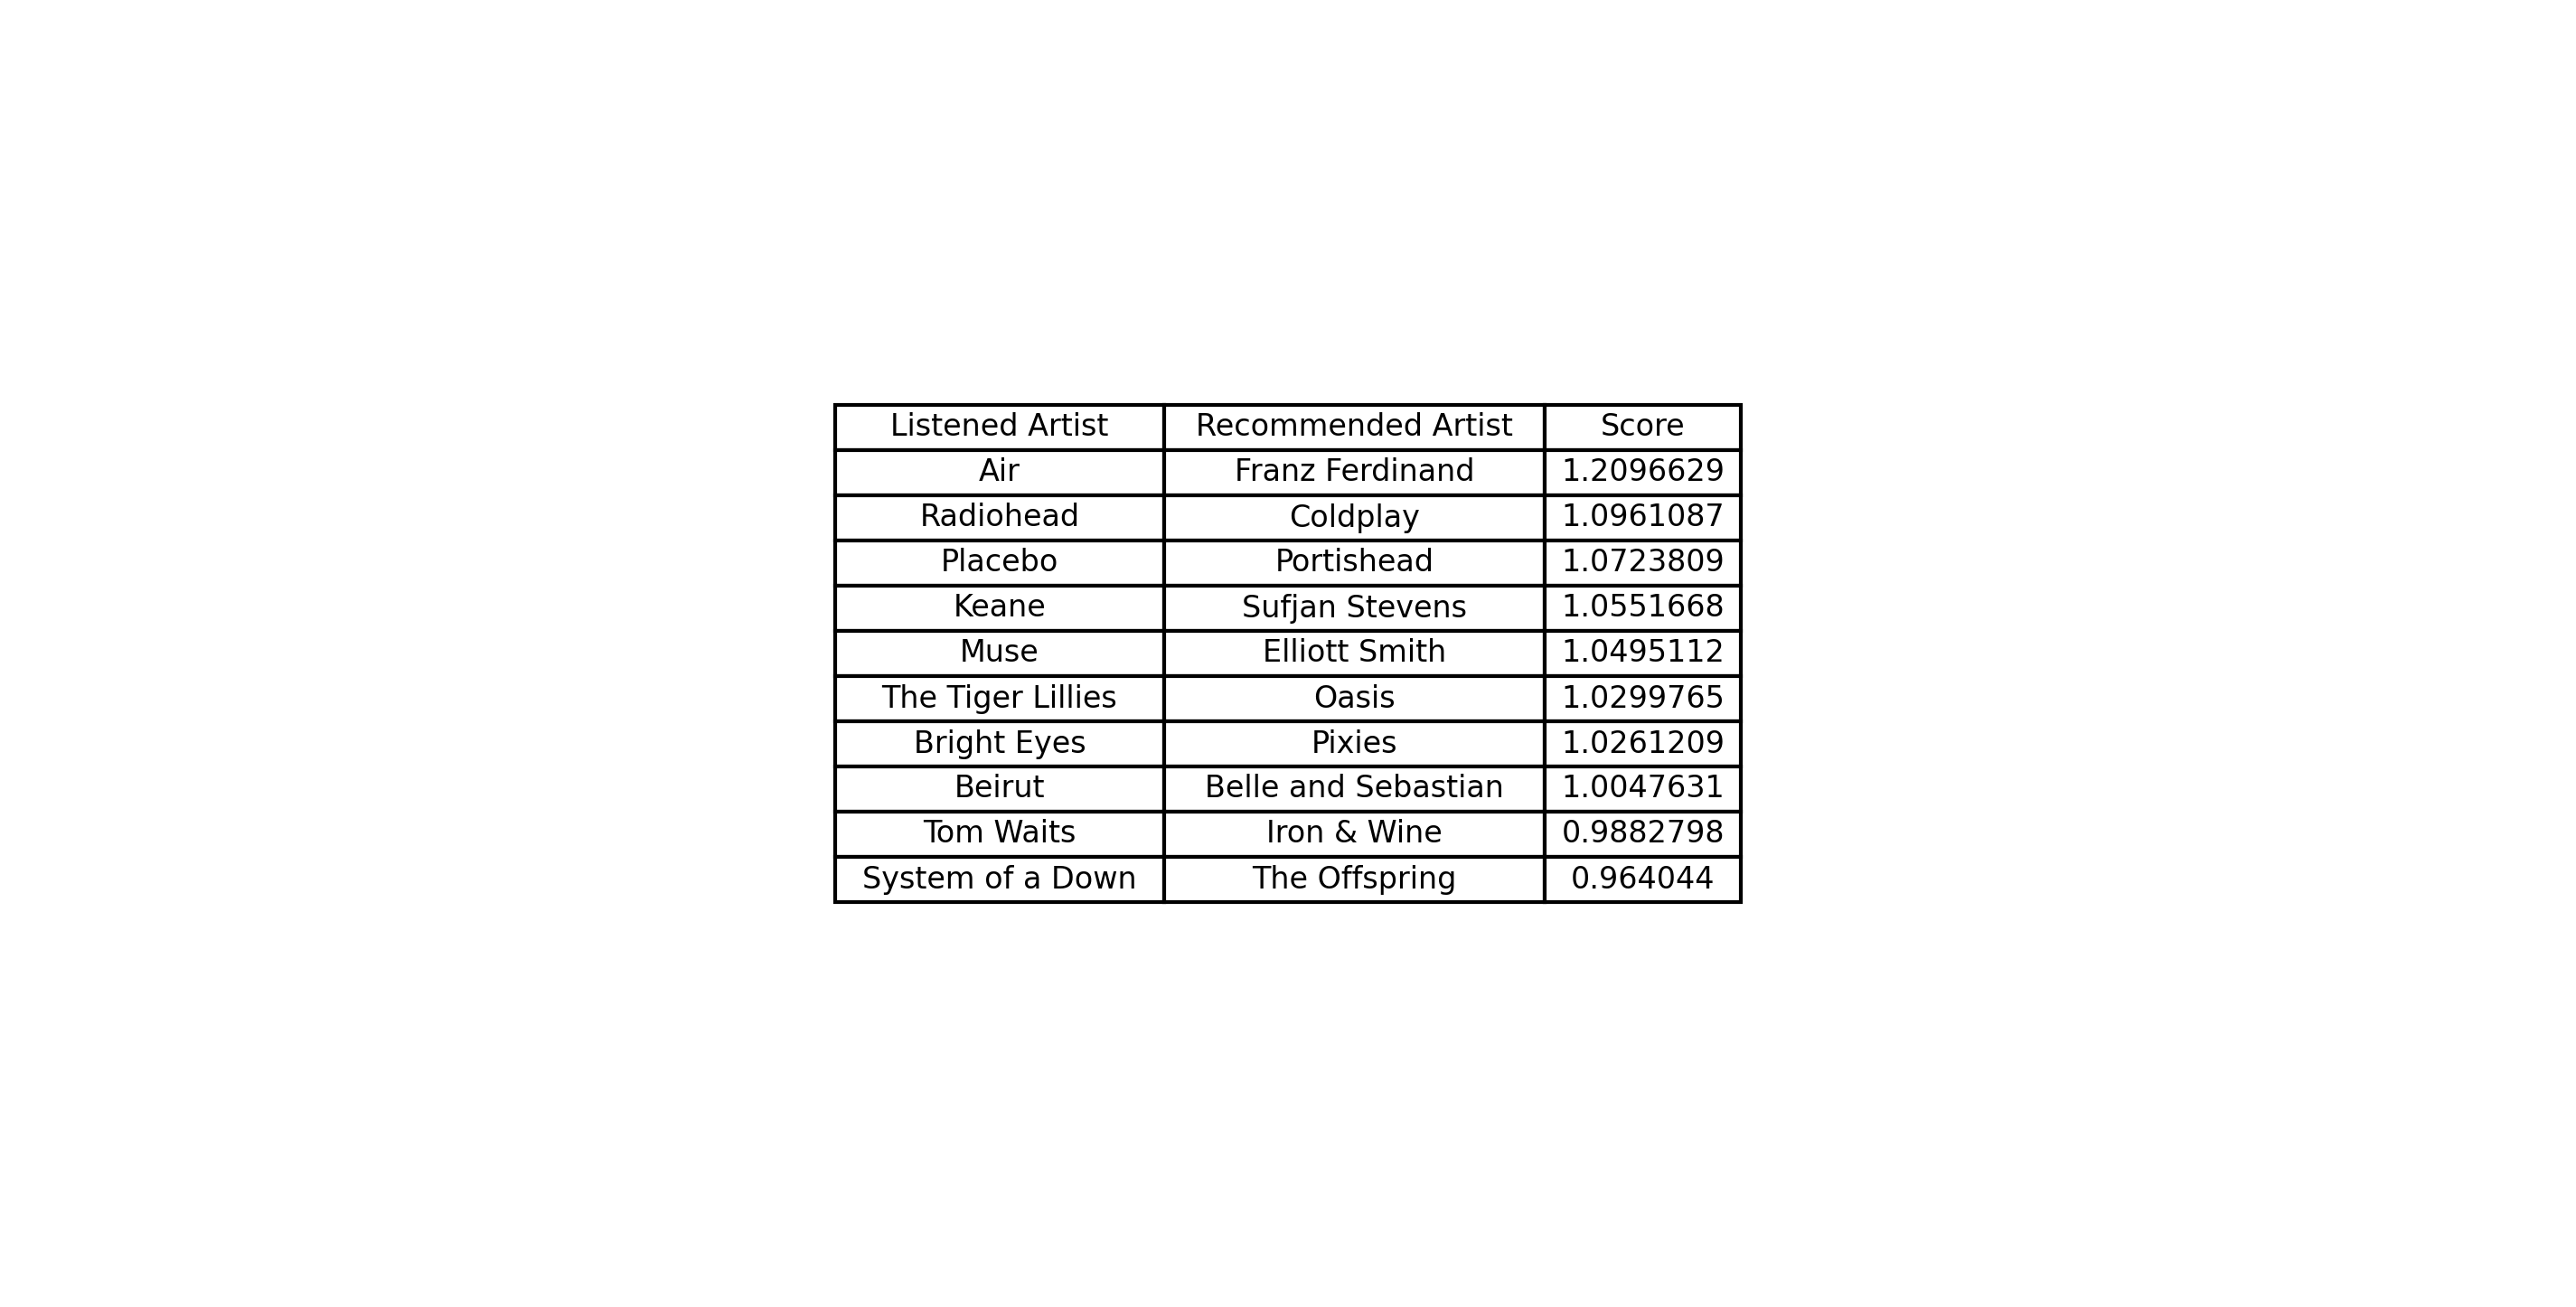 Listened Artist Recommended Artist Score
Air Franz Ferdinand 1.2096629
Radiohead Coldplay 1.0961087
Placebo Portishead 1.0723809
Keane Sufjan Stevens 1.0551668
Muse Elliott Smith 1.0495112
The Tiger Lillies Oasis 1.0299765
Bright Eyes Pixies 1.0261209
Beirut Belle and Sebastian 1.0047631
Tom Waits Iron & Wine 0.9882798
System of a Down The Offspring 0.964044